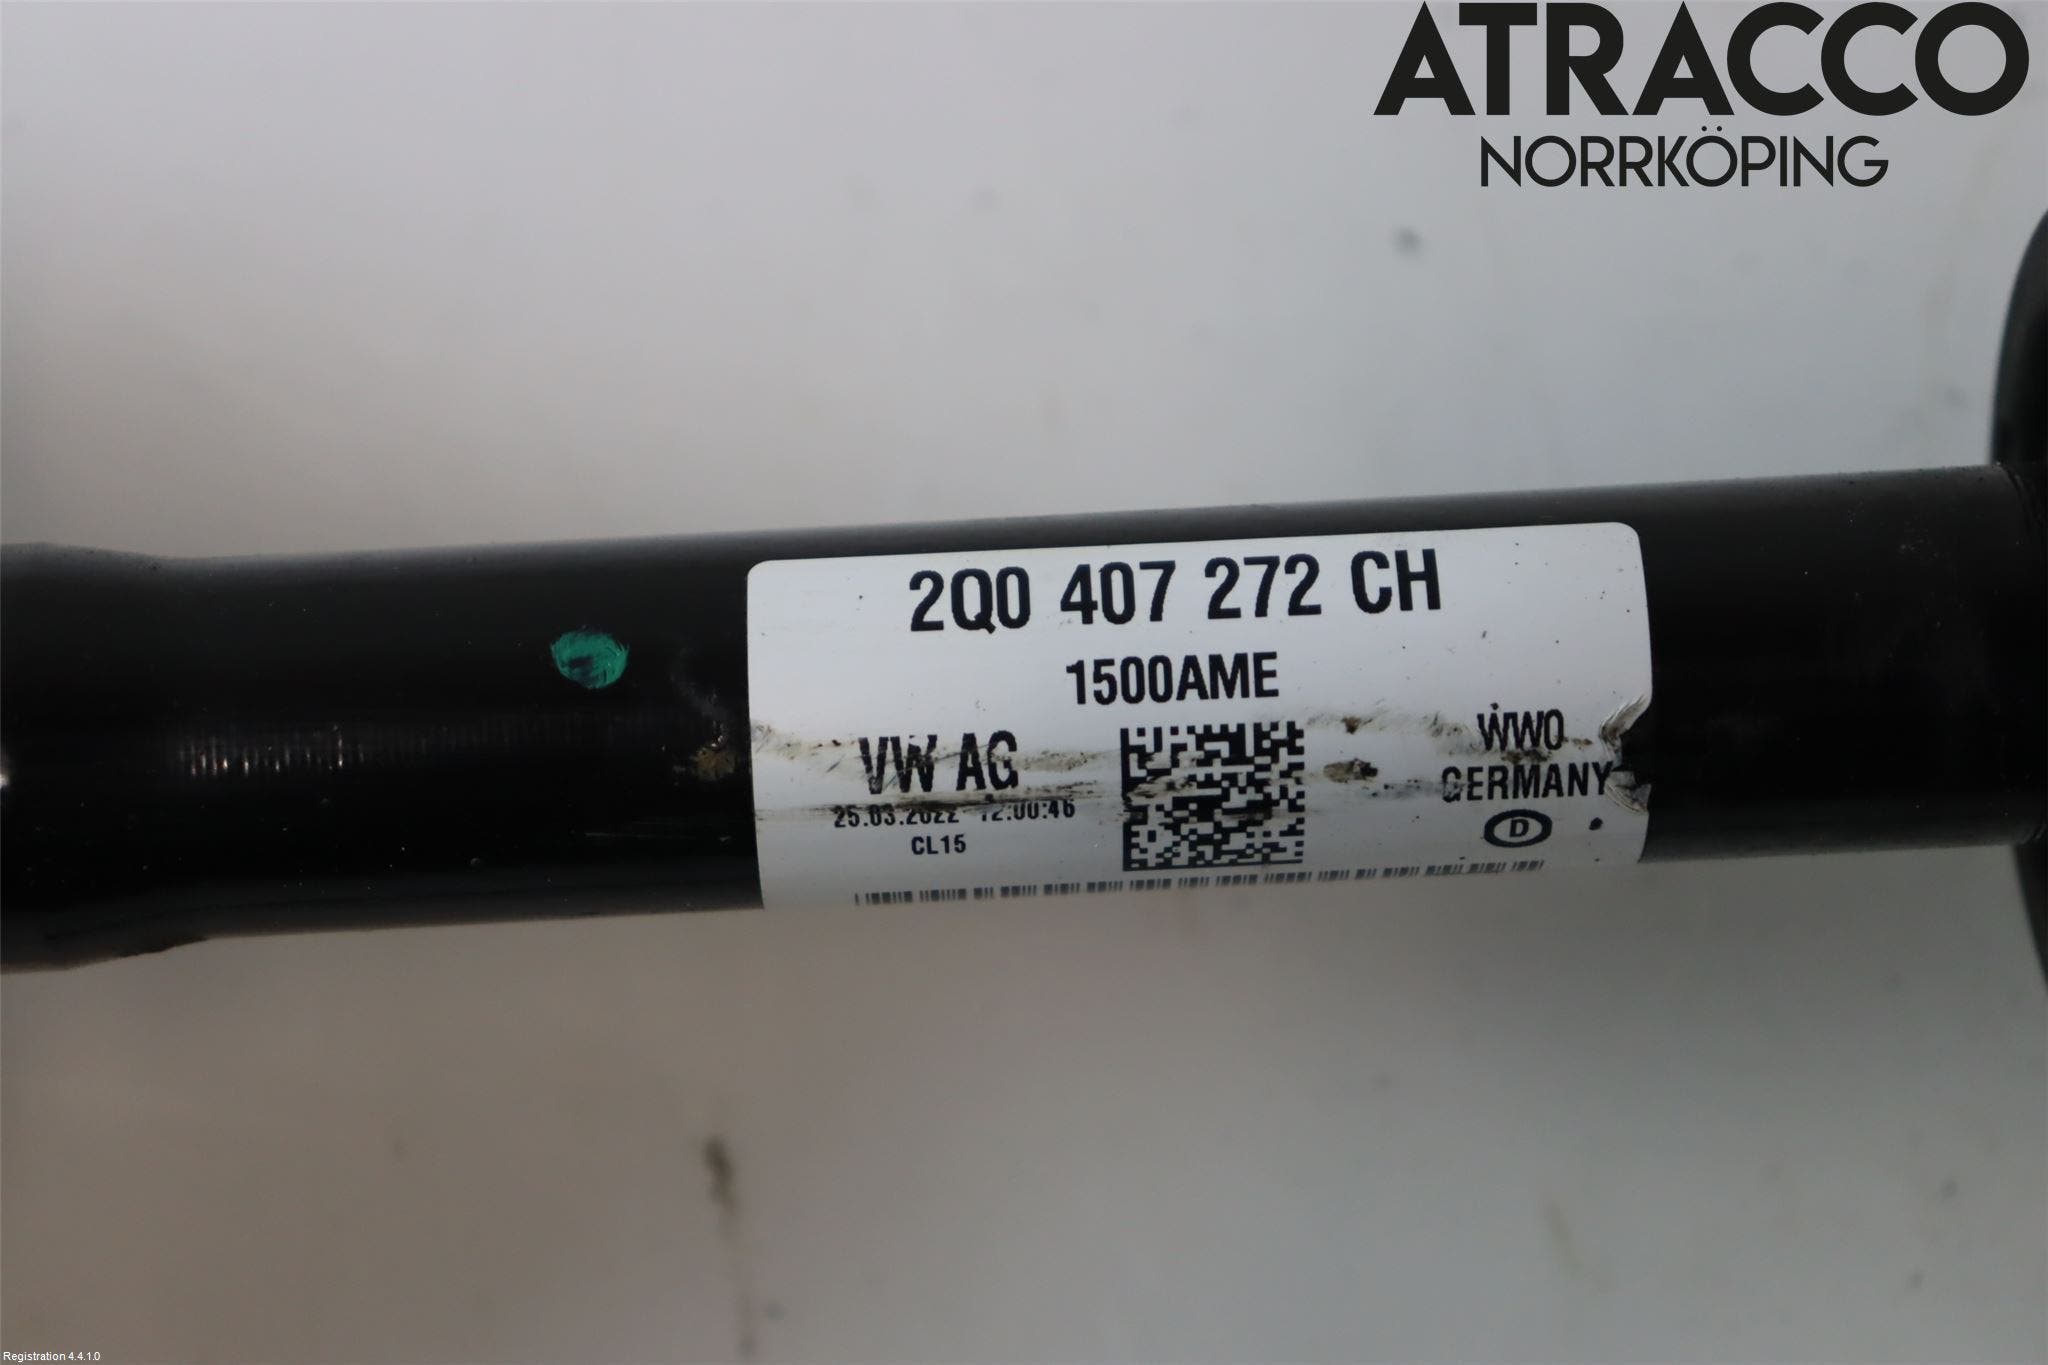 ATRACCO
NORRKÖPING
2Q0 407 272 CH
1500AME
VW AG
WWO
GERMANY
25.03.2022 12:00:46
CL15
D
Registration 4.4.1.0